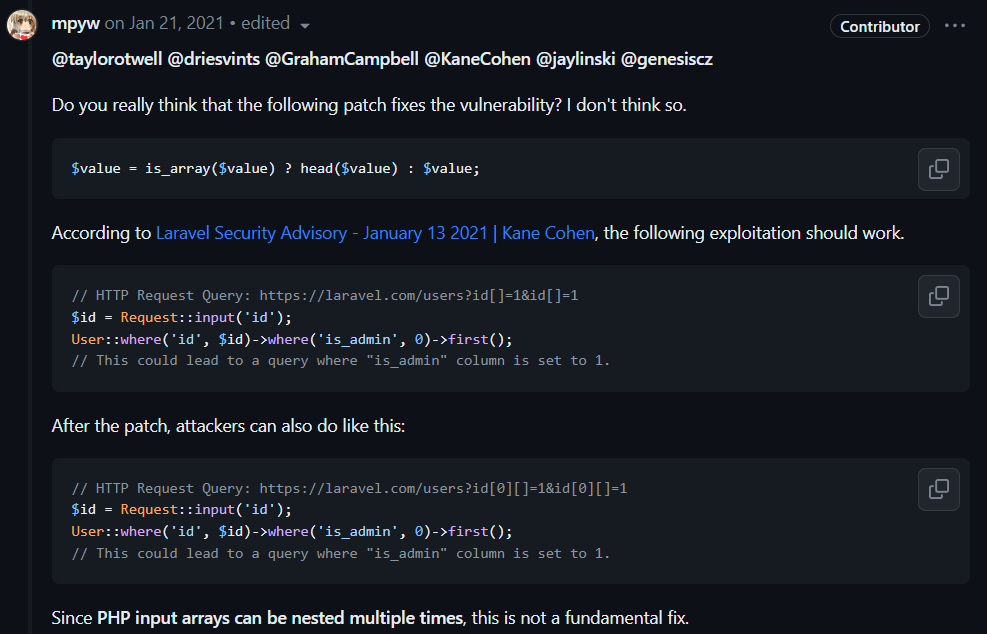 mpyw on Jan 21, 2021 • edited
Contributor
@taylorotwell @driesvints @GrahamCampbell @KaneCohen @jaylinski @genesiscz
Do you really think that the following patch fixes the vulnerability? I don't think so.
$value = is_array($value) ? head($value) : $value;
According to Laravel Security Advisory - January 13 2021 | Kane Cohen, the following exploitation should work.
// HTTP Request Query: https://laravel.com/users?id[]=1&id[]=1
$id = Request::input('id');
User::where('id', $id)->where('is_admin', 0)->first();
// This could lead to a query where "is_admin" column is set to 1.
After the patch, attackers can also do like this:
// HTTP Request Query: https://laravel.com/users?id[0][]=1&id[0][]=1
$id = Request::input('id');
User::where('id', $id)->where('is_admin', 0)->first();
// This could lead to a query where "is_admin" column is set to 1.
Since PHP input arrays can be nested multiple times, this is not a fundamental fix.